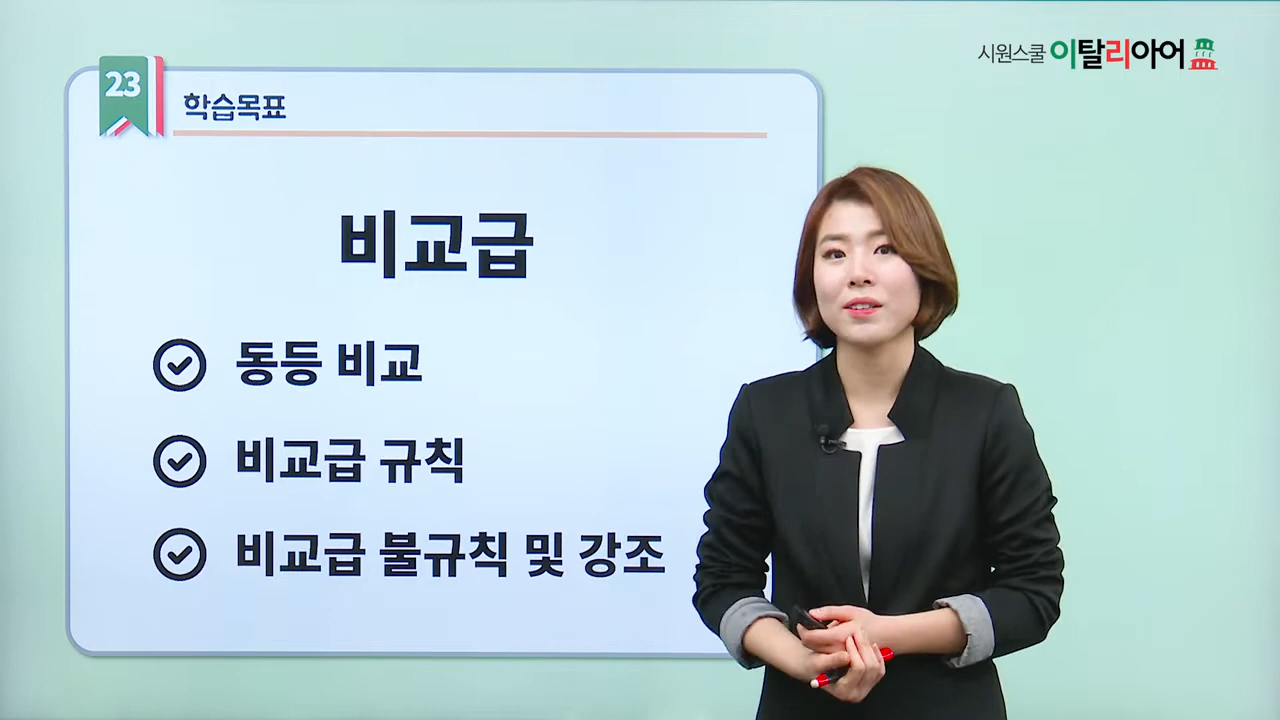 시원스쿨 이탈리아어
23
학습목표
비교급
동등 비교
비교급 규칙
비교급 불규칙 및 강조